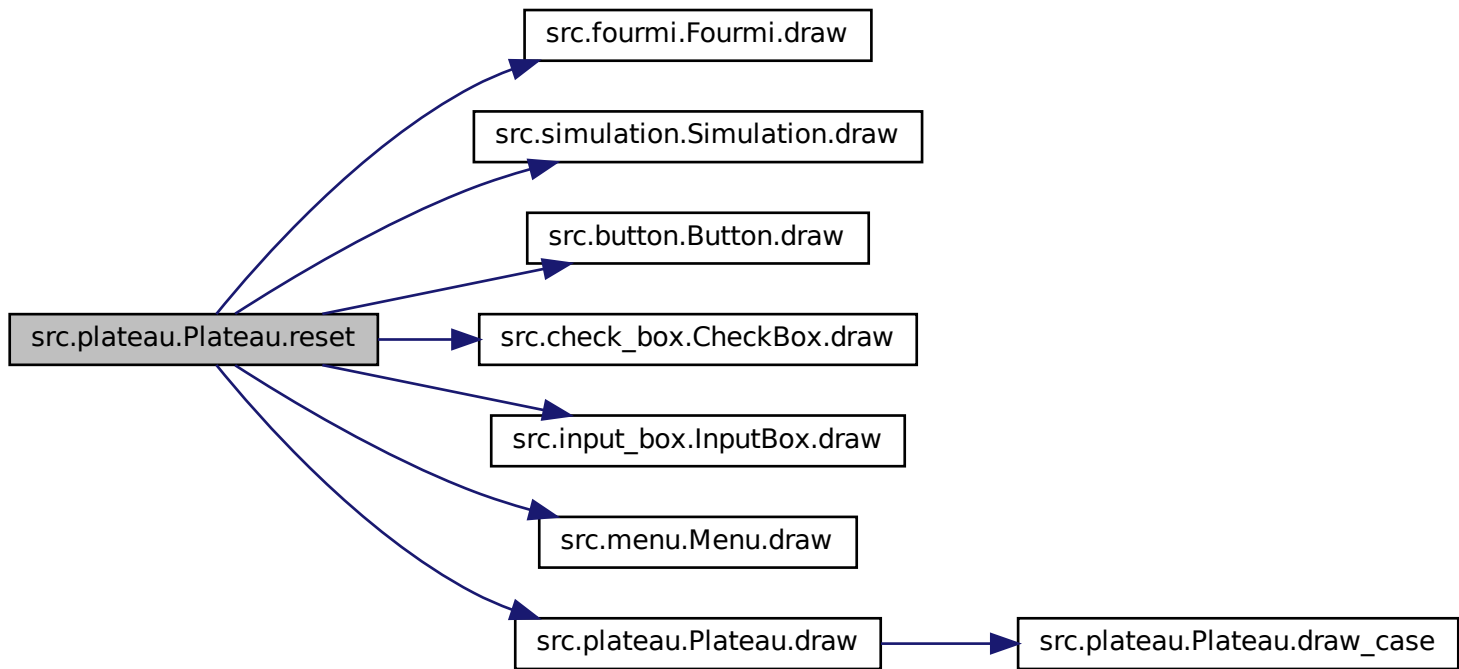 src.fourmi.Fourmi.draw
src.simulation.Simulation.draw
src.button.Button.draw
src.plateau.Plateau.reset
src.check_box.CheckBox.draw
src.input_box.InputBox.draw
src.menu.Menu.draw
src.plateau.Plateau.draw
src.plateau.Plateau.draw_case